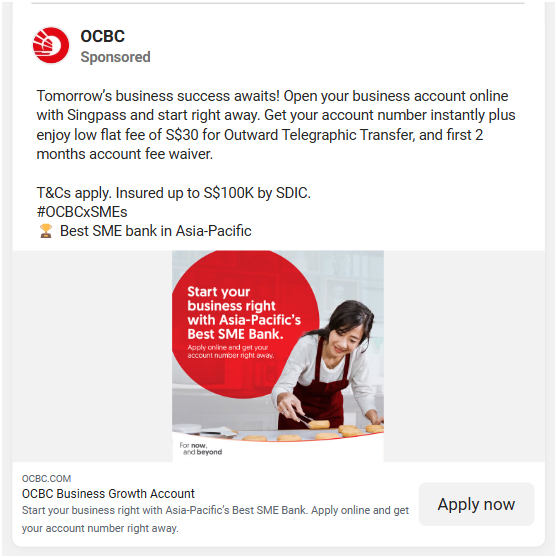 OCBC
Sponsored
Tomorrow's business success awaits! Open your business account online
with Singpass and start right away. Get your account number instantly plus
enjoy low flat fee of S$30 for Outward Telegraphic Transfer, and first 2
months account fee waiver.
T&Cs apply. Insured up to S$100K by SDIC.
#OCBCxSMEs
🏆 Best SME bank in Asia-Pacific
Start your
business right
with Asia-Pacific's
Best SME Bank.
Apply online and get your
account number right away.
For now,
and beyond
OCBC.COM
OCBC Business Growth Account
Start your business right with Asia-Pacific's Best SME Bank. Apply online and get
your account number right away.
Apply now